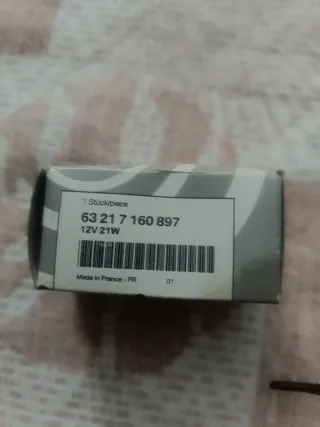 1 Stück/piece
63 21 7 160 897
12V 21W
Made in France - FR 01